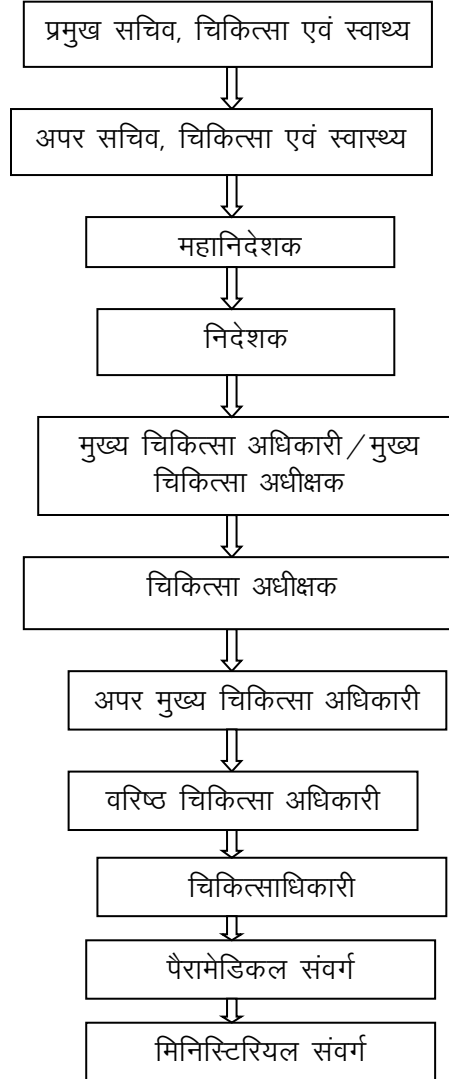 प्रमुख सचिव, चिकित्सा एवं स्वाथ्य
अपर सचिव, चिकित्सा एवं स्वास्थ्य
महानिदेशक
निदेशक
मुख्य चिकित्सा अधिकारी/मुख्य
चिकित्सा अधीक्षक
चिकित्सा अधीक्षक
अपर मुख्य चिकित्सा अधिकारी
वरिष्ठ चिकित्सा अधिकारी
चिकित्साधिकारी
पैरामेडिकल संवर्ग
मिनिस्टिरियल संवर्ग